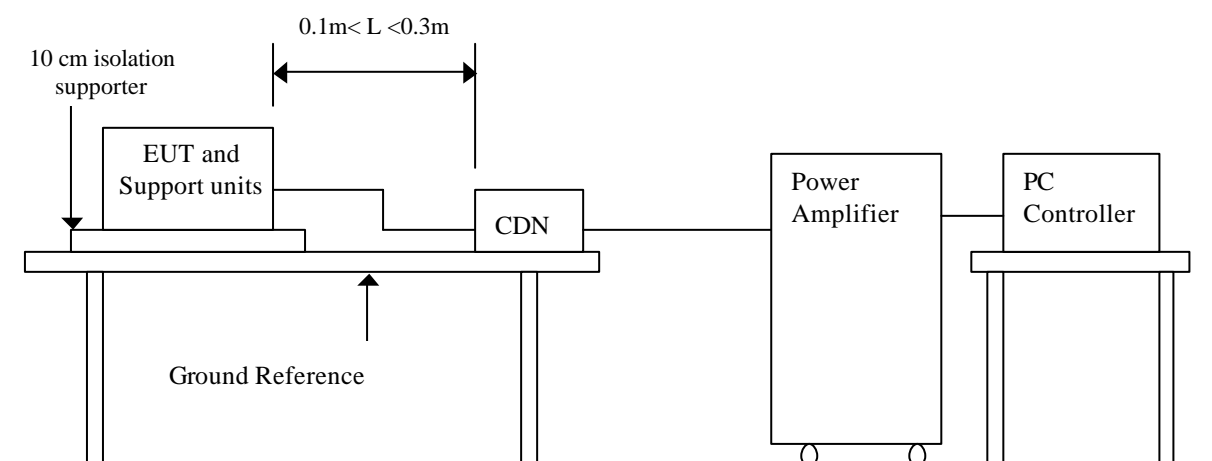 0.1m< L <0.3m
10 cm isolation
supporter
EUT and
Support units
CDN
Power
Amplifier
PC
Controller
Ground Reference